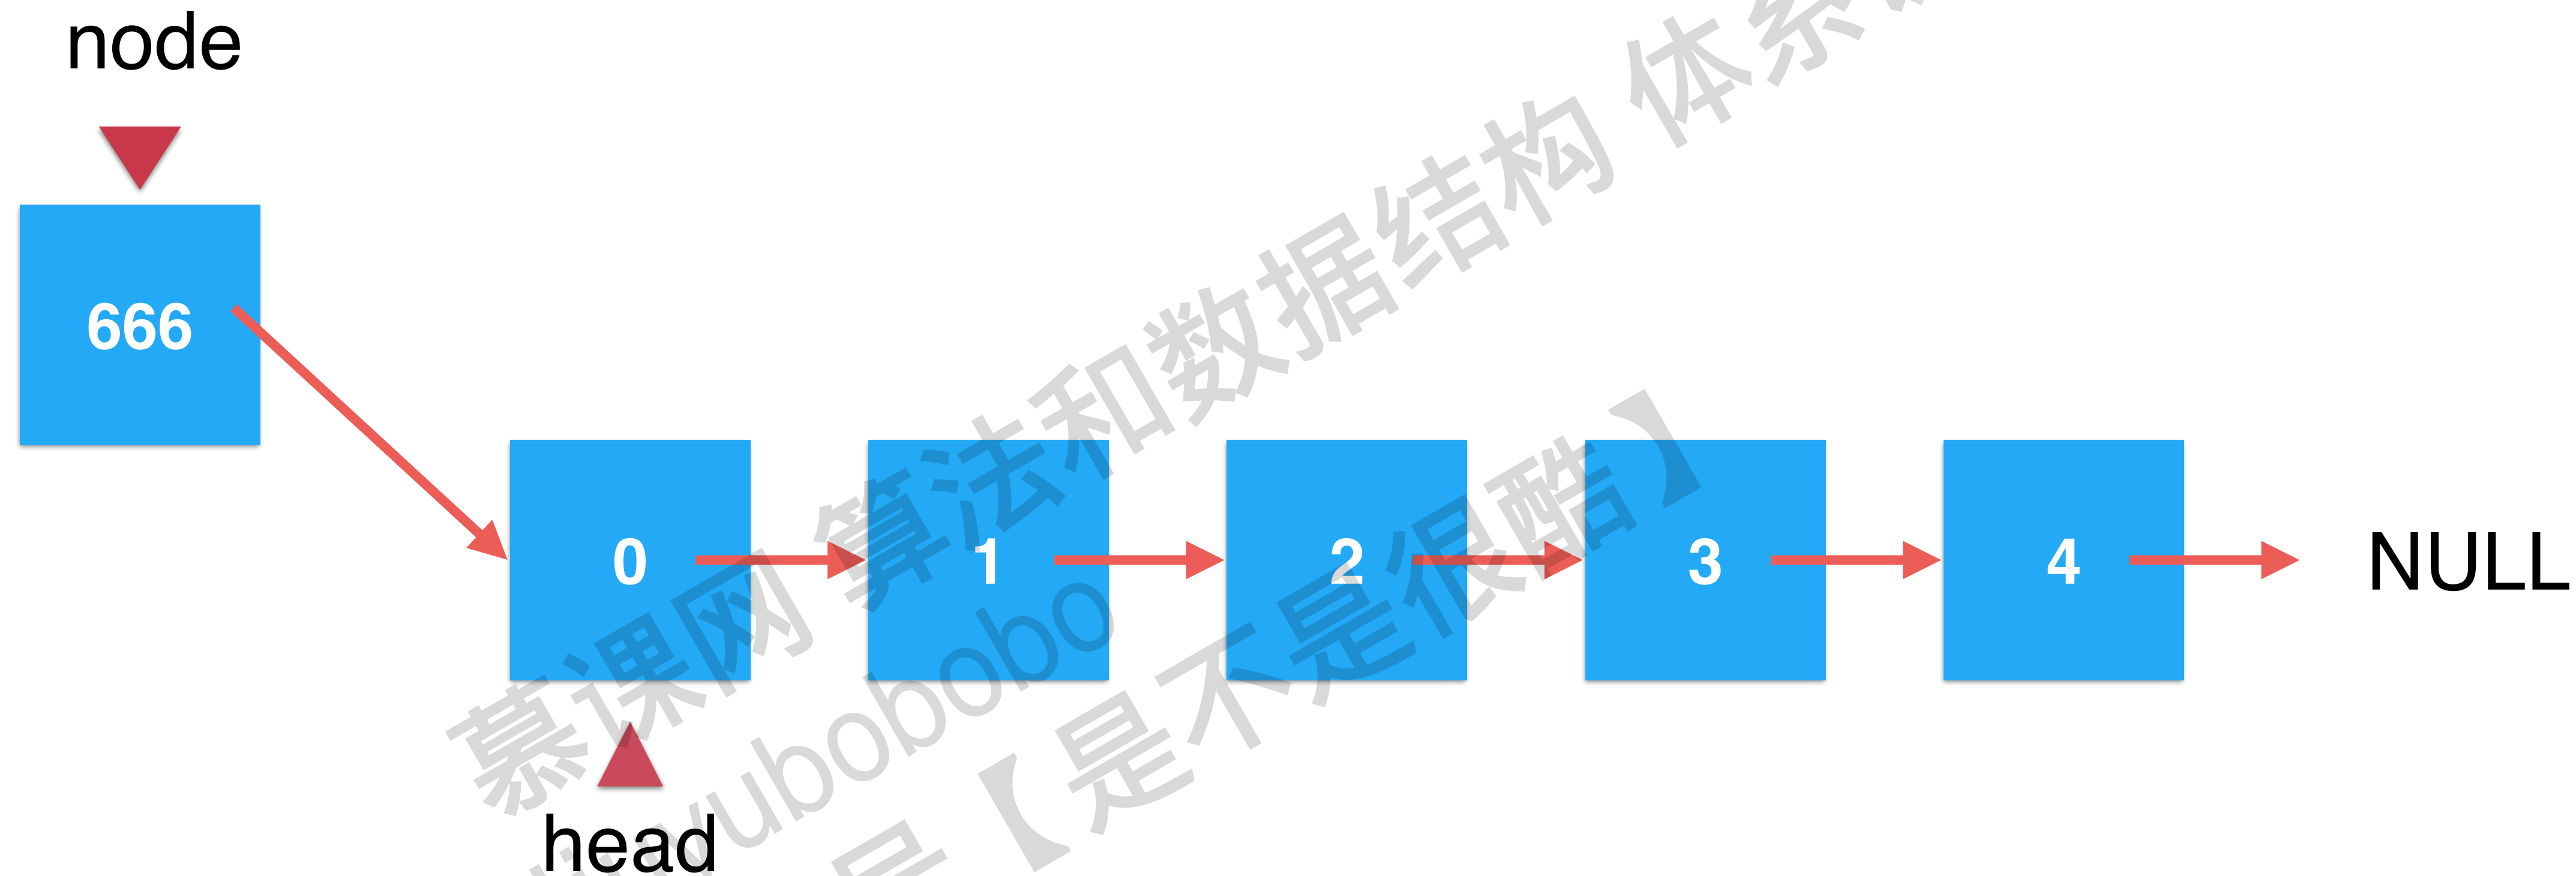 node
666
0 1 2 3 4 NULL
head
慕课网 算法和数据结构 体系
yubobobo
【是不是很酷】